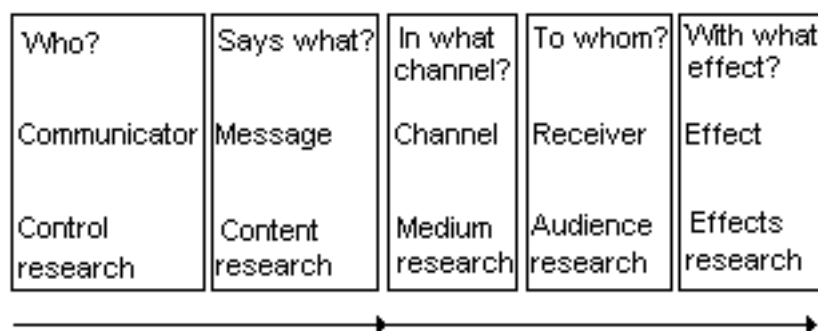 Who?
Communicator
Control
research
Says what?
Message
Content
research
In what
channel?
Channel
Medium
research
To whom?
Receiver
Audience
research
With what
effect?
Effect
Effects
research